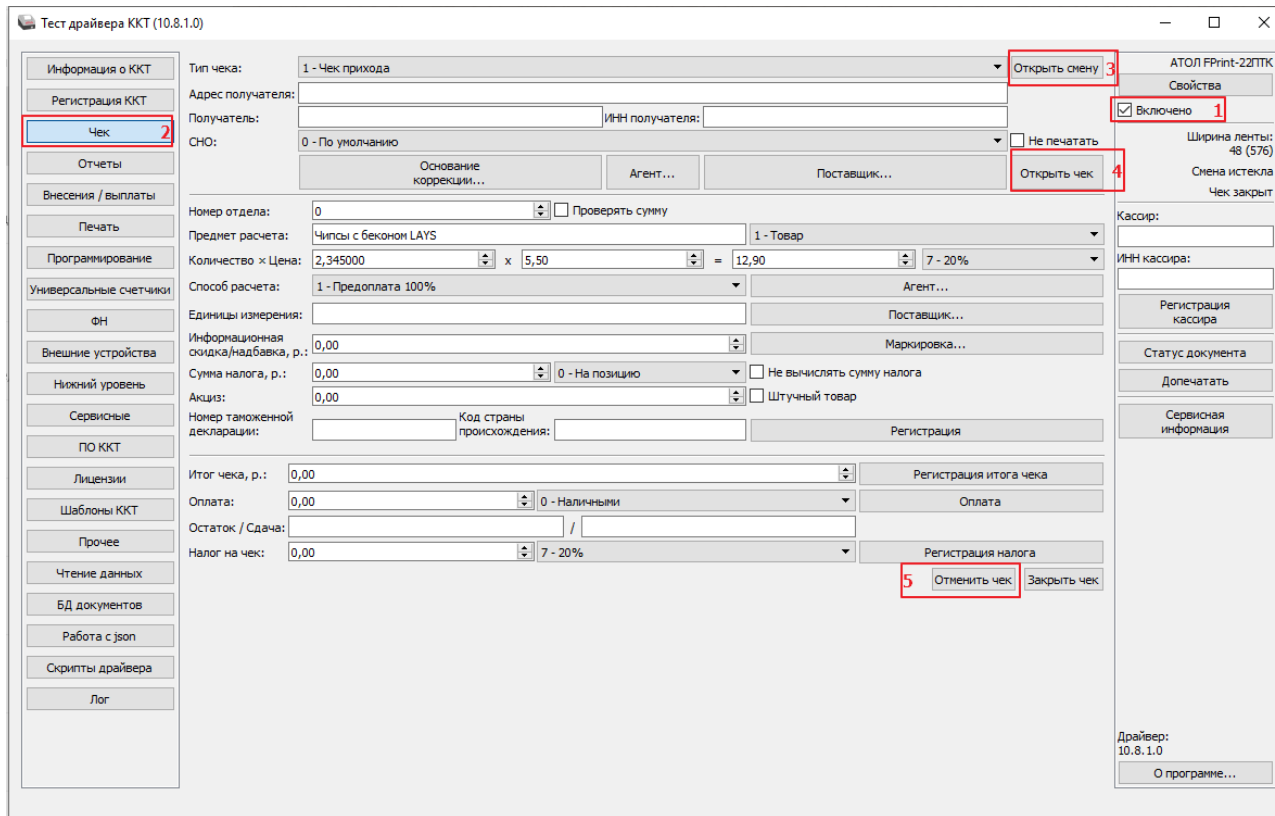 Тест драйвера ККТ (10.8.1.0)
Информация о ККТ
Регистрация ККТ
Чек 2
Отчеты
Внесения / выплаты
Печать
Программирование
Универсальные счетчики
ФН
Внешние устройства
Нижний уровень
Сервисные
ПО ККТ
Лицензии
Шаблоны ККТ
Прочее
Чтение данных
БД документов
Работа с json
Скрипты драйвера
Лог
Тип чека: 1 - Чек прихода Открыть смену 3
Адрес получателя:
Получатель: ИНН получателя:
СНО: 0 - По умолчанию Не печатать
Основание
коррекции... Агент... Поставщик... Открыть чек 4
Номер отдела: 0 Проверять сумму
Предмет расчета: Чипсы с беконом LAYS 1 - Товар
Количество × Цена: 2,345000 x 5,50 = 12,90 7 - 20%
Способ расчета: 1 - Предоплата 100% Агент...
Единицы измерения: Поставщик...
Информационная
скидка/надбавка, р.: 0,00 Маркировка...
Сумма налога, р.: 0,00 0 - На позицию Не вычислять сумму налога
Акциз: 0,00 Штучный товар
Номер таможенной
декларации:
Код страны
происхождения:
Регистрация
Итог чека, р.: 0,00 Регистрация итога чека
Оплата: 0,00 0 - Наличными Оплата
Остаток / Сдача: /
Налог на чек: 0,00 7 - 20% Регистрация налога
5 Отменить чек Закрыть чек
АТОЛ FPrint-22ПТК
Свойства
Включено 1
Ширина ленты:
48 (576)
Смена истекла
Чек закрыт
Кассир:
ИНН кассира:
Регистрация
кассира
Статус документа
Допечатать
Сервисная
информация
Драйвер:
10.8.1.0
О программе...